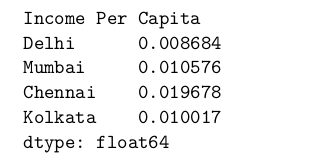 Income Per Capita
Delhi 0.008684
Mumbai 0.010576
Chennai 0.019678
Kolkata 0.010017
dtype: float64